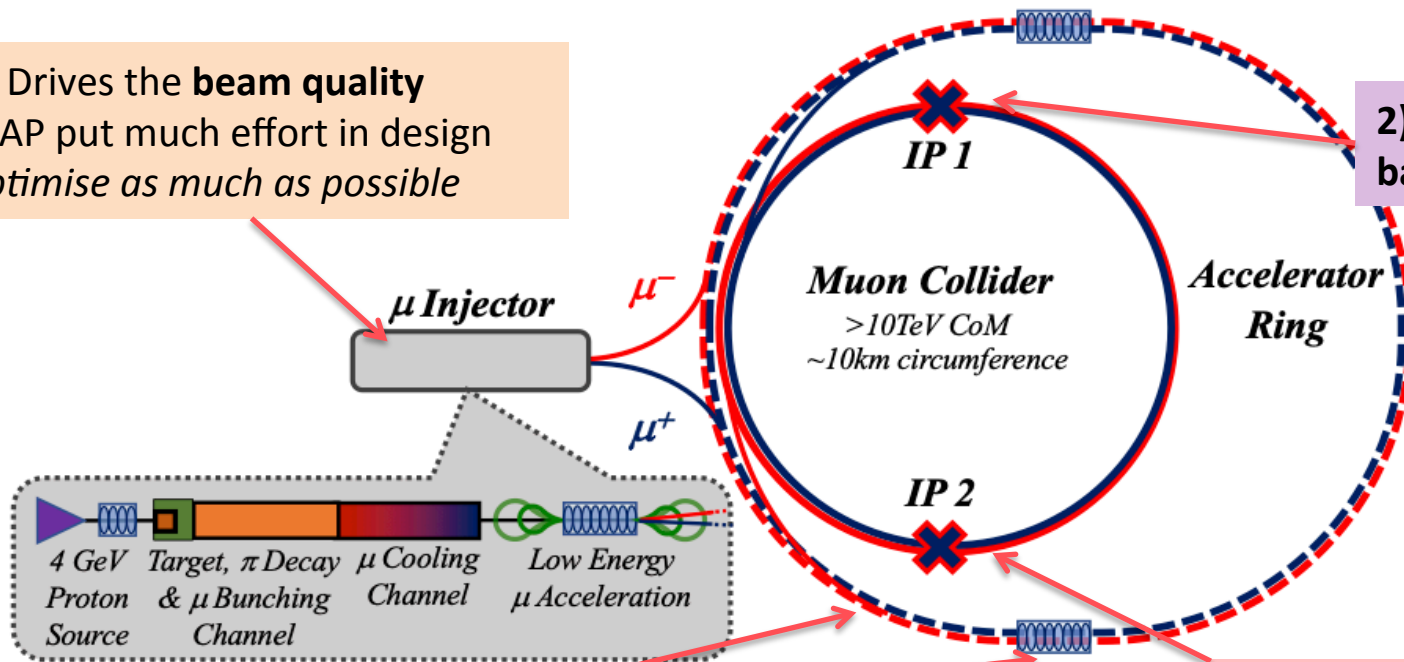 Drives the beam quality
AP put much effort in design
timise as much as possible
2)
ba
IP 1
μ Injector
μ⁻
Muon Collider
>10TeV CoM
~10km circumference
Accelerator
Ring
μ⁺
IP 2
4 GeV
Proton
Source
Target, π Decay
& μ Bunching
Channel
μ Cooling
Channel
Low Energy
μ Acceleration